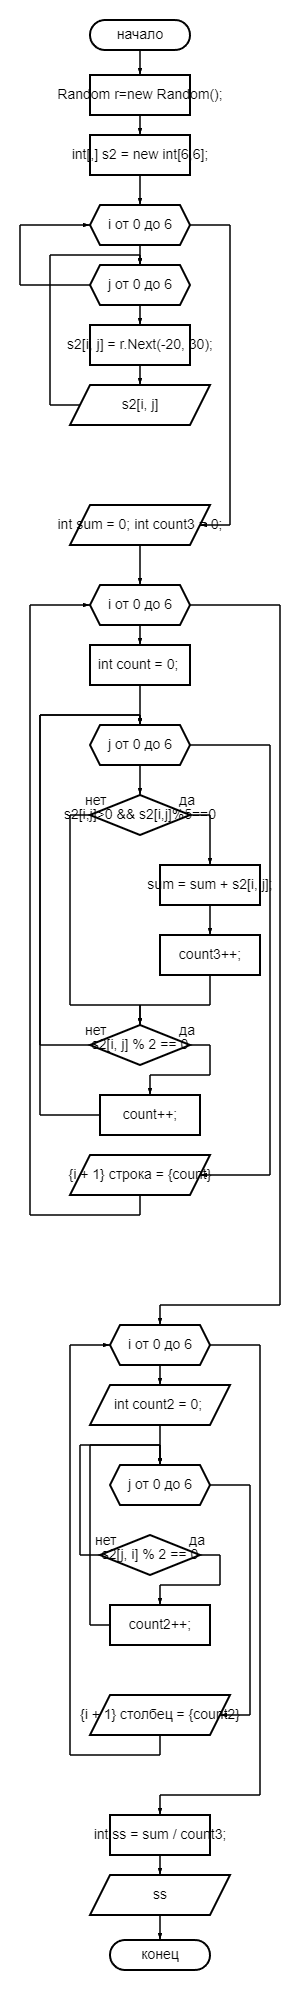 начало
Random r=new Random();
int[,] s2 = new int[6,6];
i от 0 до 6
j от 0 до 6
s2[i, j] = r.Next(-20, 30);
s2[i, j]
int sum = 0; int count3 = 0;
i от 0 до 6
int count = 0;
j от 0 до 6
нет да
s2[i,j]>0 && s2[i,j]%5==0
sum = sum + s2[i, j];
count3++;
нет да
s2[i, j] % 2 == 0
count++;
{i + 1} строка = {count}
i от 0 до 6
int count2 = 0;
j от 0 до 6
нет да
s2[j, i] % 2 == 0
count2++;
{i + 1} столбец = {count2}
int ss = sum / count3;
ss
конец